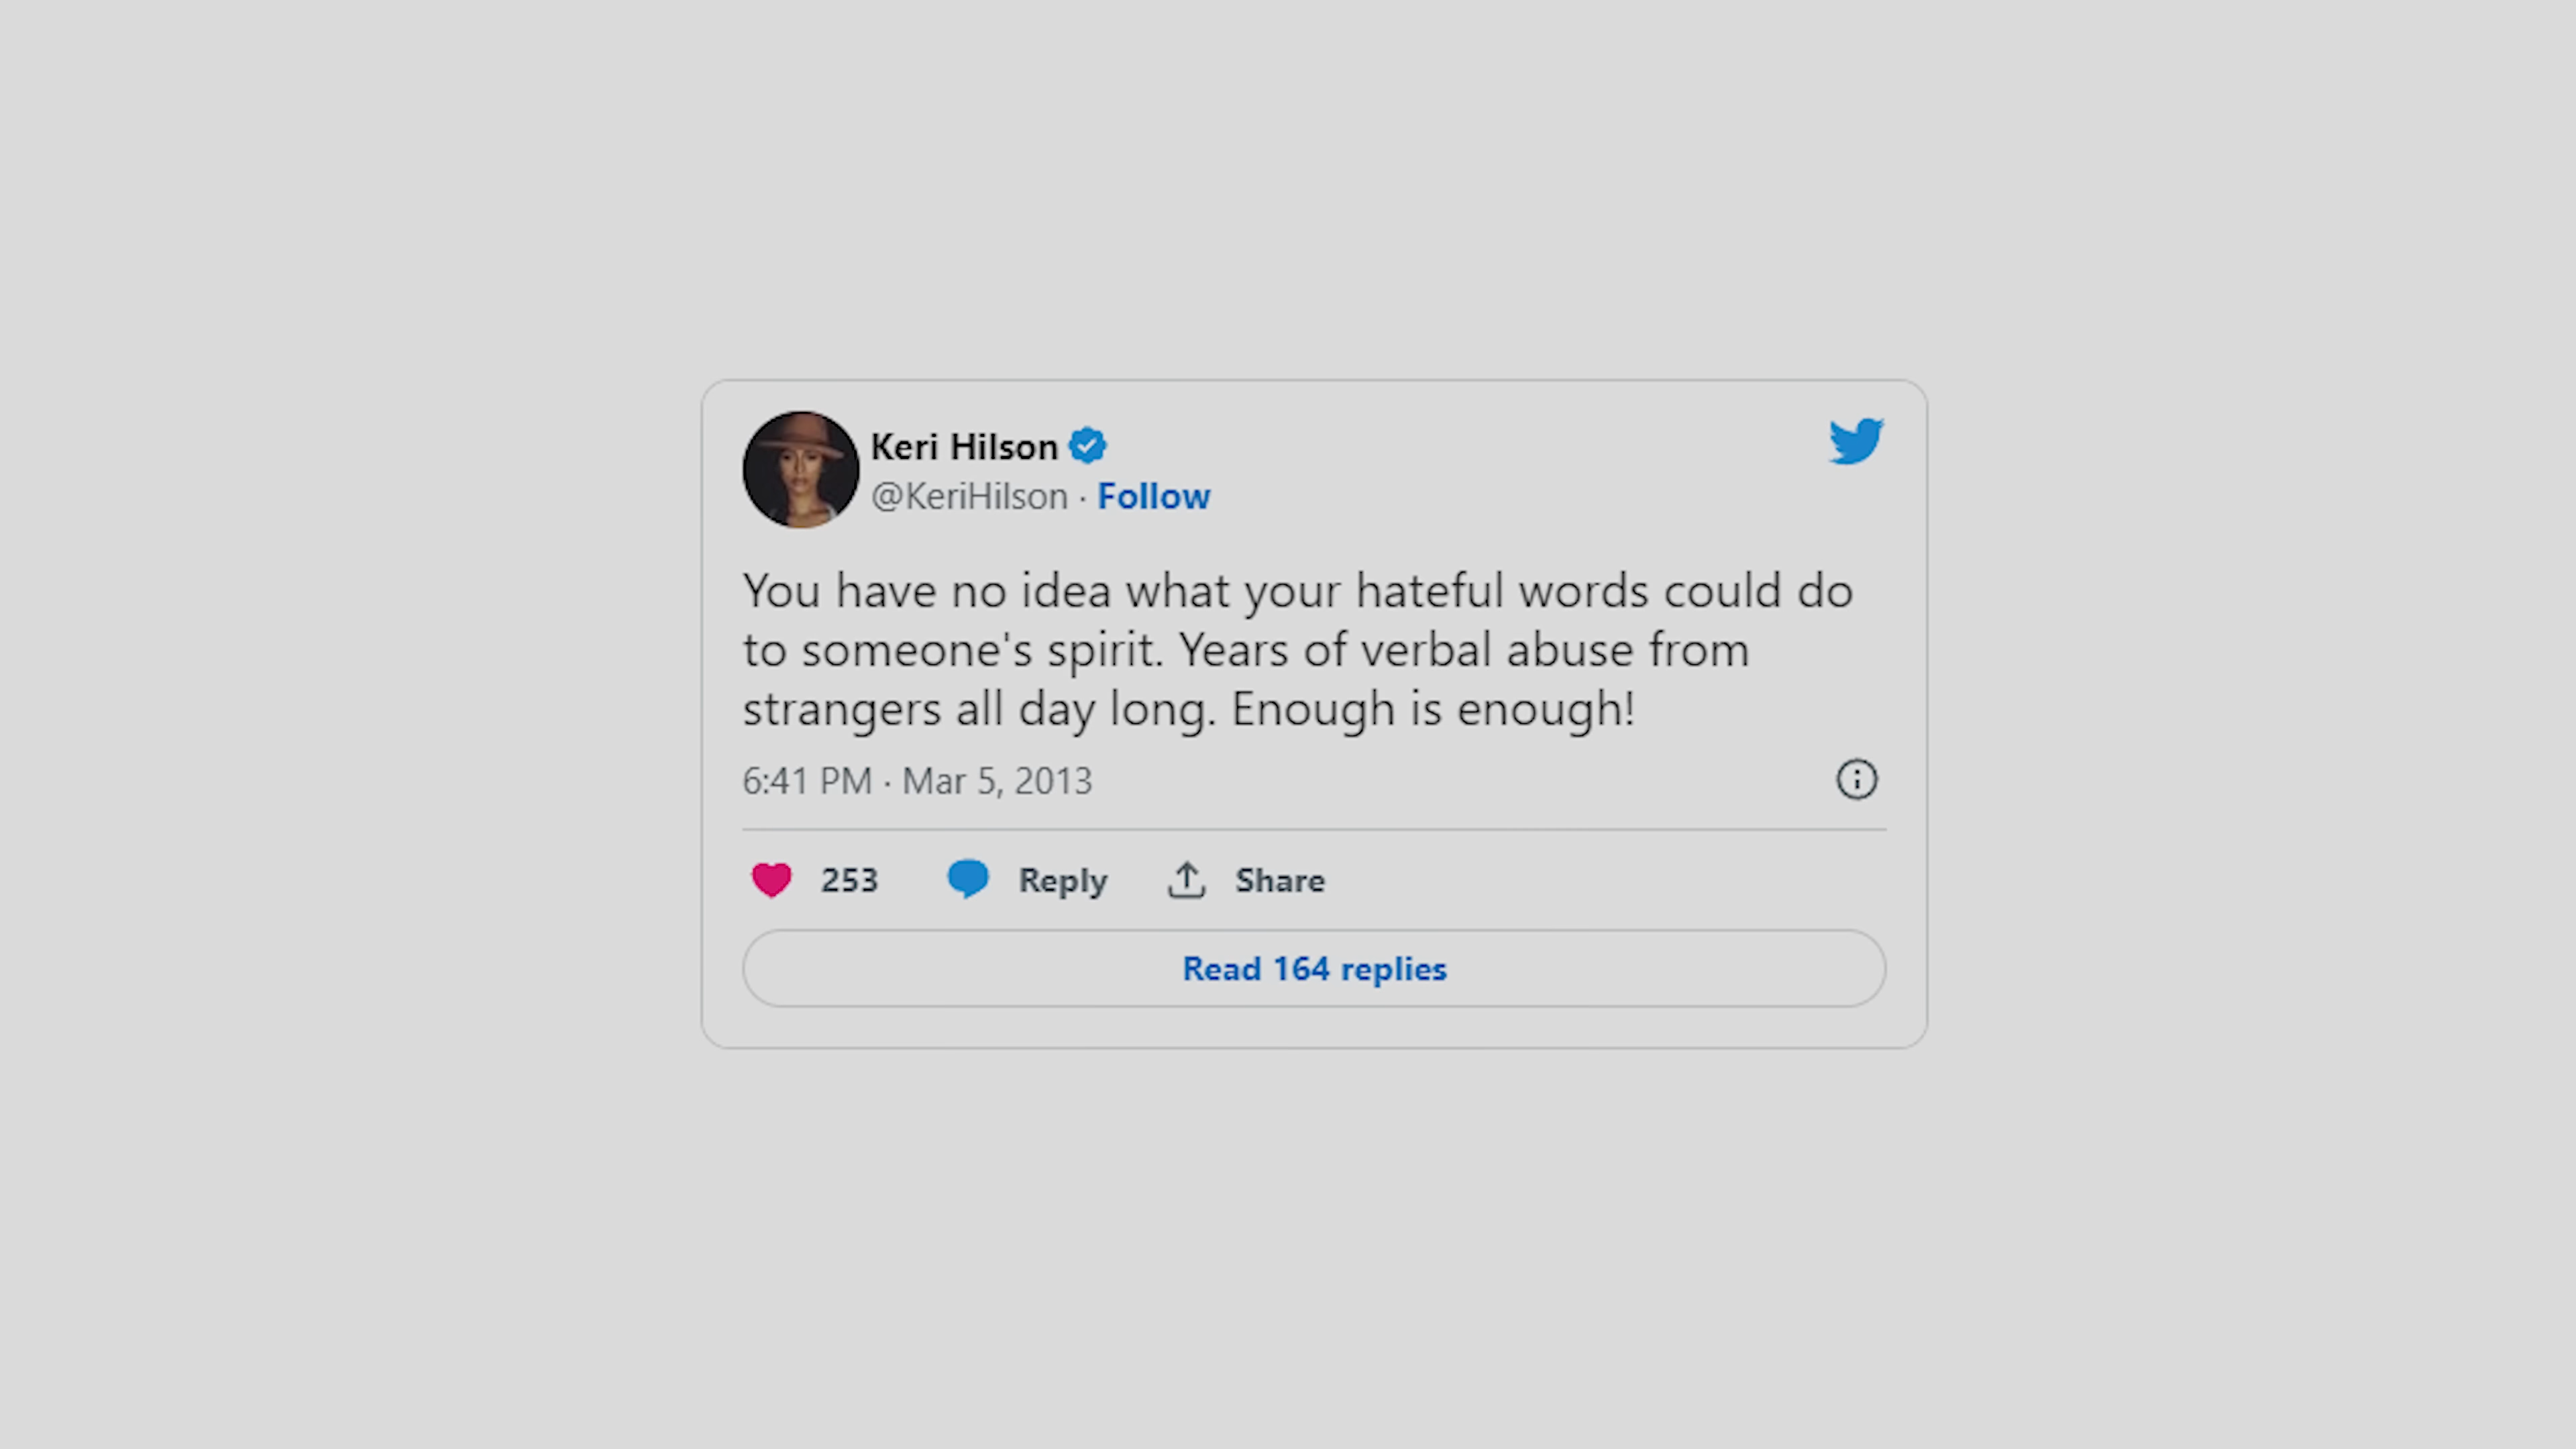 Keri Hilson
@KeriHilson · Follow
You have no idea what your hateful words could do
to someone's spirit. Years of verbal abuse from
strangers all day long. Enough is enough!
6:41 PM · Mar 5, 2013
253 Reply Share
Read 164 replies